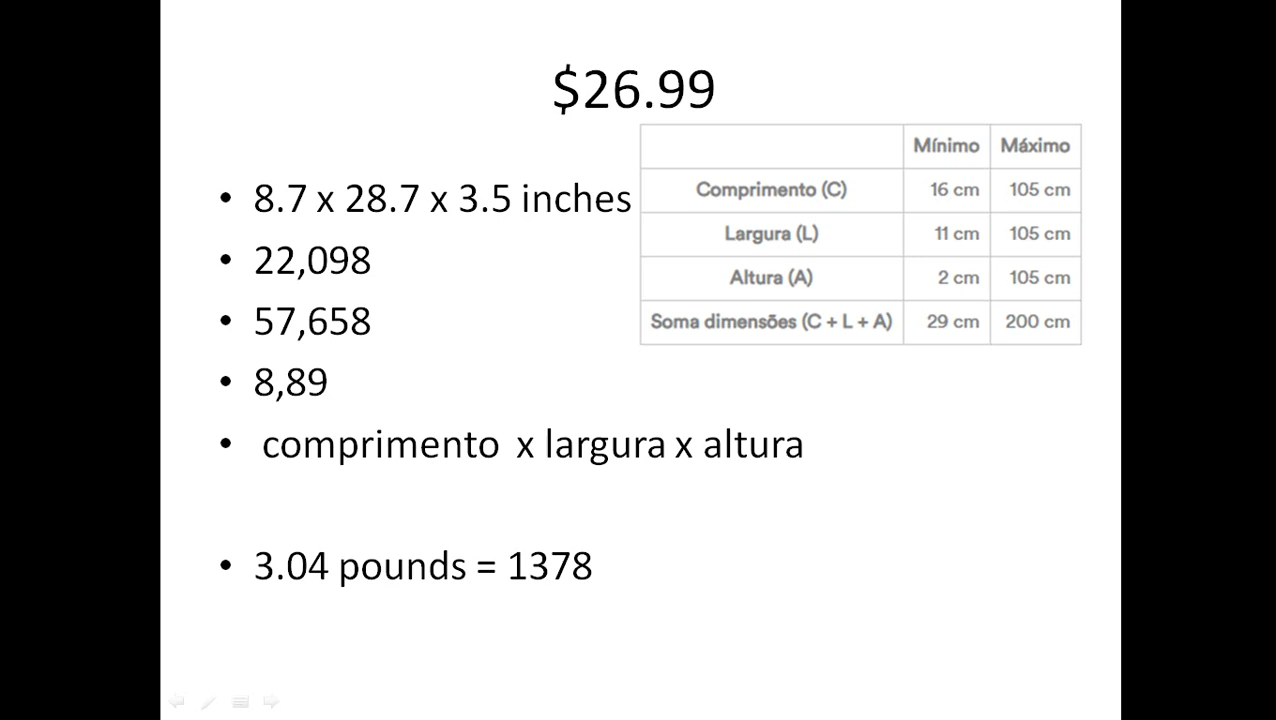 $26.99
• 8.7 x 28.7 x 3.5 inches
• 22,098
• 57,658
• 8,89
• comprimento x largura x altura
• 3.04 pounds = 1378
Mínimo Máximo
Comprimento (C) 16 cm 105 cm
Largura (L) 11 cm 105 cm
Altura (A) 2 cm 105 cm
Soma dimensões (C + L + A) 29 cm 200 cm